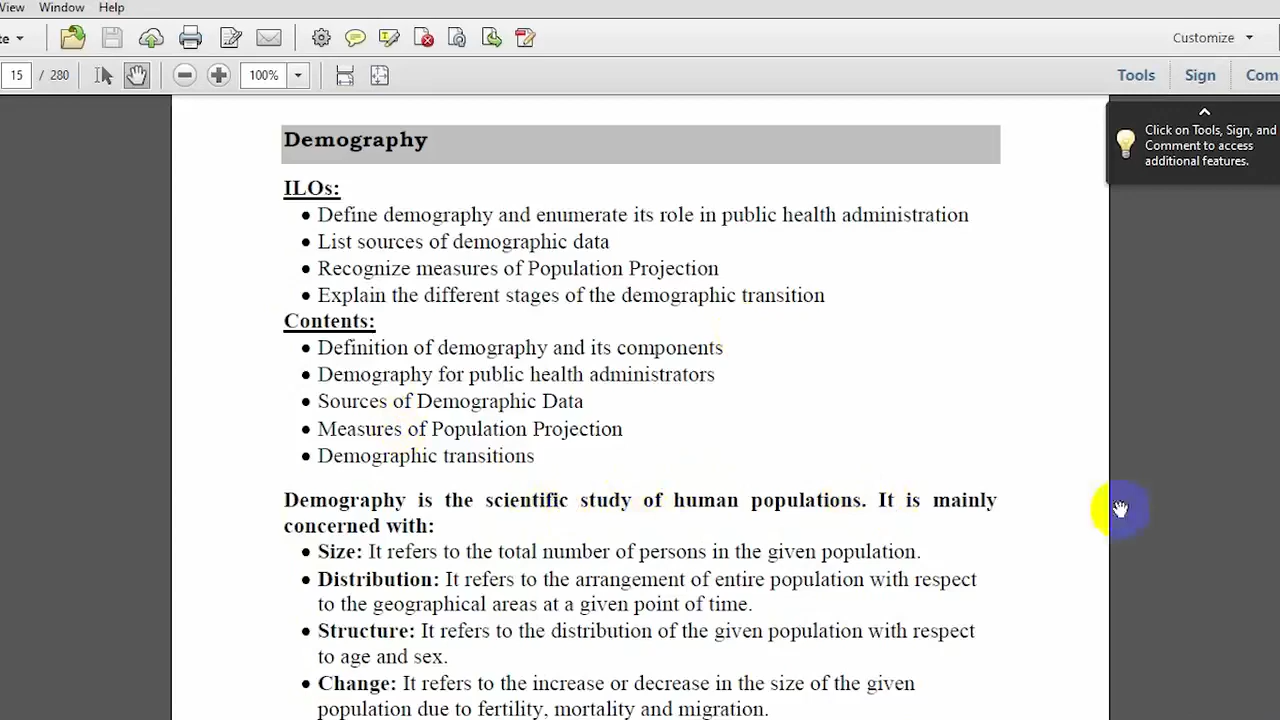 View Window Help
Customize
15 / 280 100% Tools Sign Com
Click on Tools, Sign, and
Comment to access
additional features.
Demography
ILOs:
• Define demography and enumerate its role in public health administration
• List sources of demographic data
• Recognize measures of Population Projection
• Explain the different stages of the demographic transition
Contents:
• Definition of demography and its components
• Demography for public health administrators
• Sources of Demographic Data
• Measures of Population Projection
• Demographic transitions
Demography is the scientific study of human populations. It is mainly
concerned with:
• Size: It refers to the total number of persons in the given population.
• Distribution: It refers to the arrangement of entire population with respect
to the geographical areas at a given point of time.
• Structure: It refers to the distribution of the given population with respect
to age and sex.
• Change: It refers to the increase or decrease in the size of the given
population due to fertility, mortality and migration.